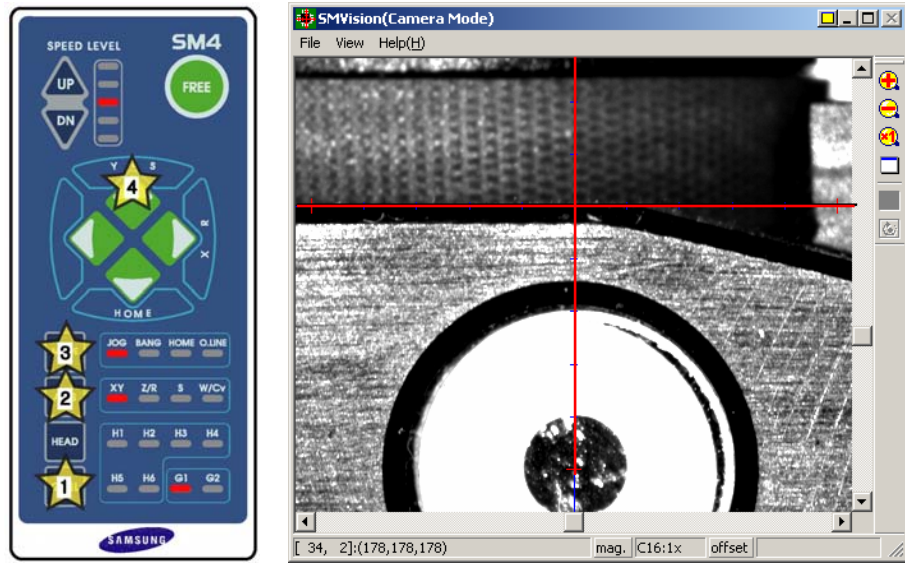 SPEED LEVEL
SM4
UP
FREE
DN
Y S
4
X R
HOME
3
JOG BANG HOME O.LINE
2
XY Z/R S W/Cv
HEAD
H1 H2 H3 H4
1
H5 H6 G1 G2
SAMSUNG
SMVision(Camera Mode)
File View Help(H)
×1
[ 34, 2]:(178,178,178) mag. C16:1x offset